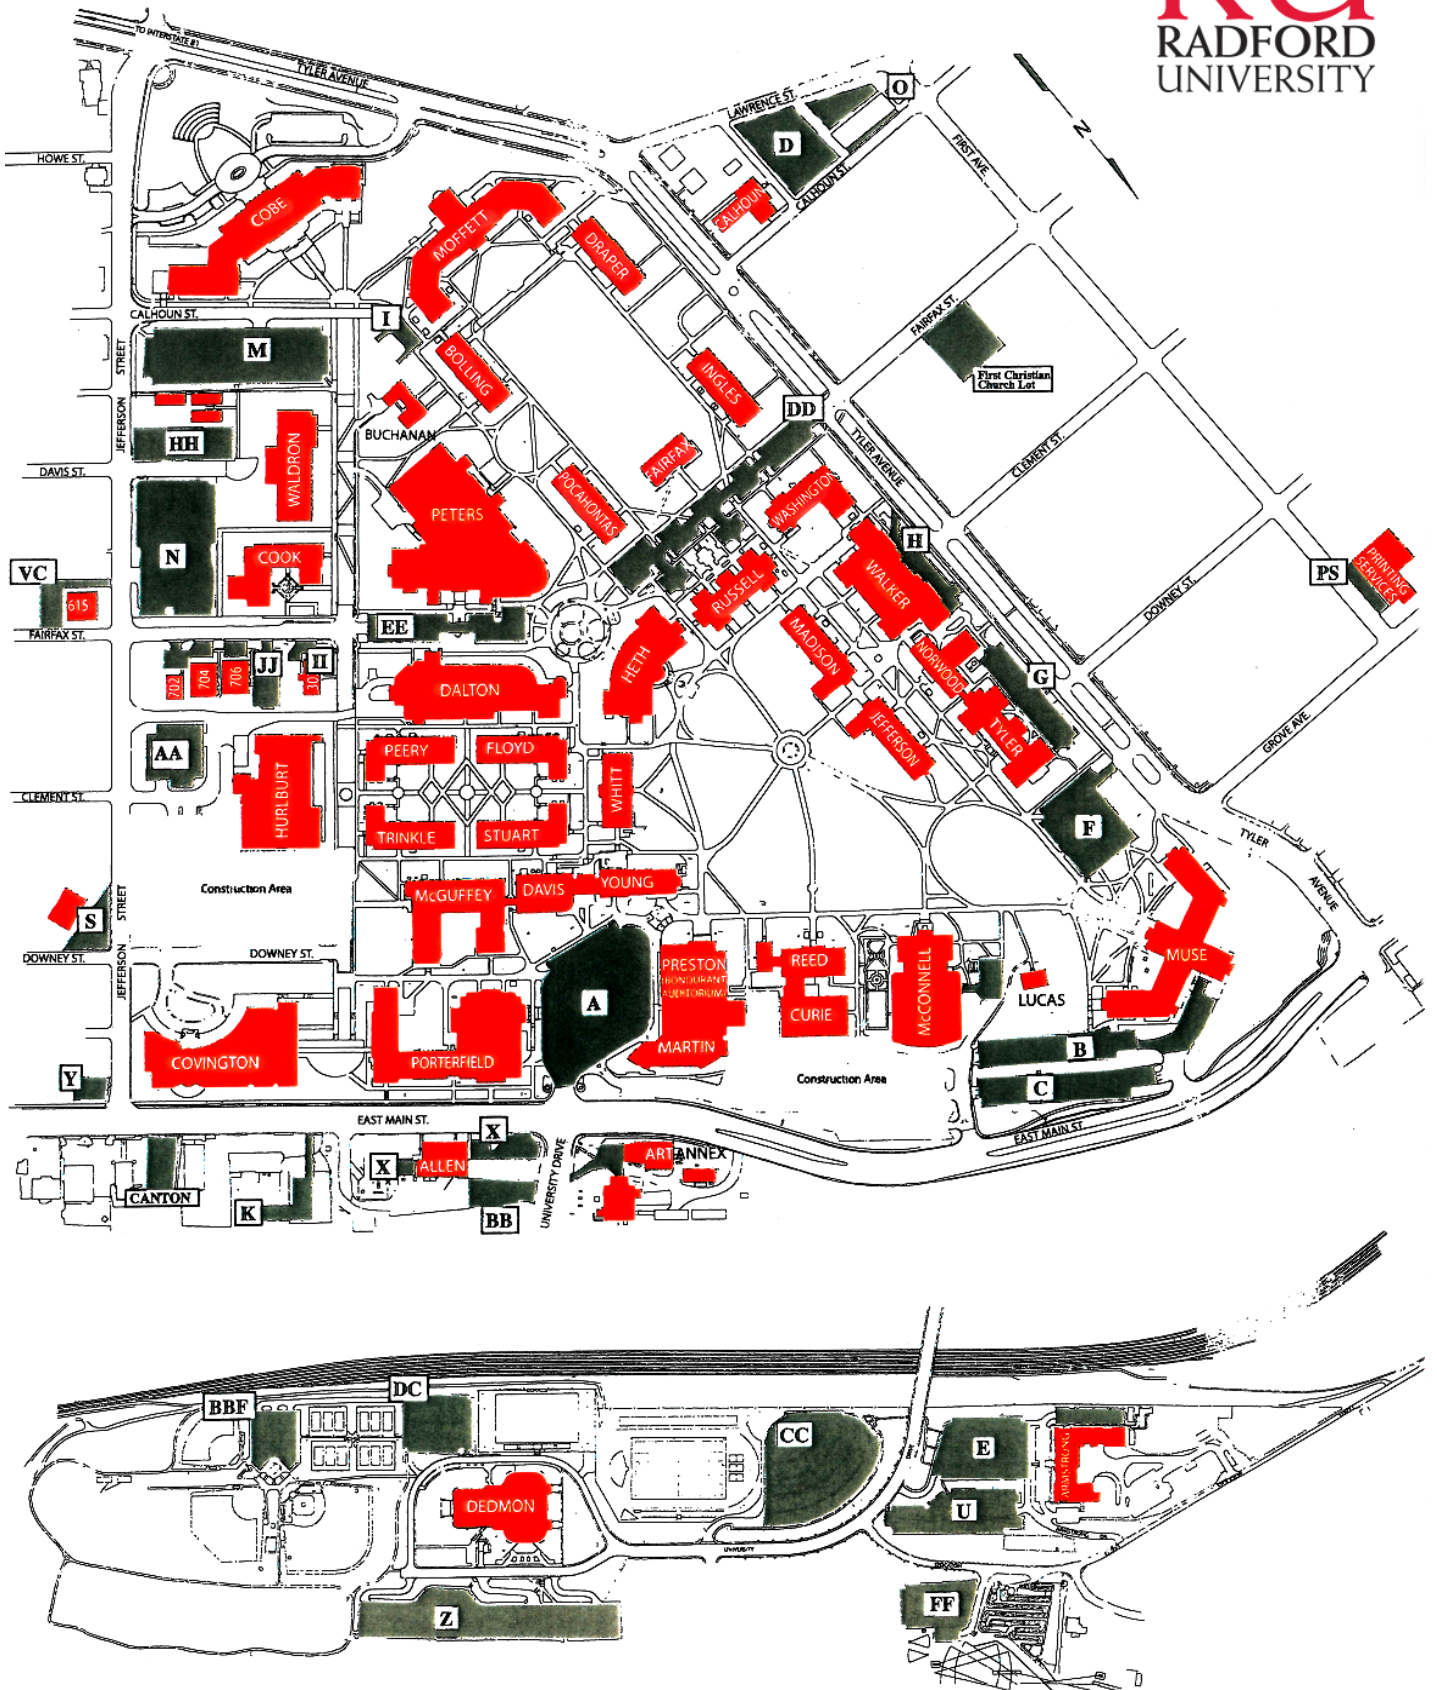 RU
RADFORD
UNIVERSITY
TO INTERSTATE 81
TYLER AVENUE
LAWRENCE ST.
O
D
N
FIRST AVE
HOWE ST.
COBE
MOFFETT
DRAPER
CALHOUN
CALHOUN ST.
CALHOUN ST.
I
M
STREET
BOLLING
INGLES
FAIRFAX ST.
First Christian
Church Lot
DD
JEFFERSON
HH
WALDRON
BUCHANAN
FAIRFAX
TYLER AVENUE
CLEMENT ST.
DAVIS ST.
PETERS
POCAHONTAS
WASHINGTON
N
COOK
H
VC
615
RUSSELL
WALKER
PS
PRINTING
SERVICES
DOWNEY ST.
FAIRFAX ST.
EE
MADISON
NORWOOD
702
704
706
JJ
II
30
DALTON
HETH
G
JEFFERSON
TYLER
GROVE AVE.
AA
PEERY
FLOYD
WHITT
HURLBURT
CLEMENT ST.
TRINKLE
STUART
F
TYLER
AVENUE
Construction Area
McGUFFEY
DAVIS
YOUNG
STREET
S
DOWNEY ST.
DOWNEY ST.
JEFFERSON
A
PRESTON
(BONDURANT
AUDITORIUM)
REED
McCONNELL
MUSE
LUCAS
CURIE
MARTIN
COVINGTON
PORTERFIELD
B
Y
Construction Area
C
EAST MAIN ST.
EAST MAIN ST.
X
X
ALLEN
UNIVERSITY DRIVE
ART ANNEX
CANTON
K
BB
BBF
DC
CC
E
ARMSTRONG
DEDMON
U
UNIVERSITY
Z
FF